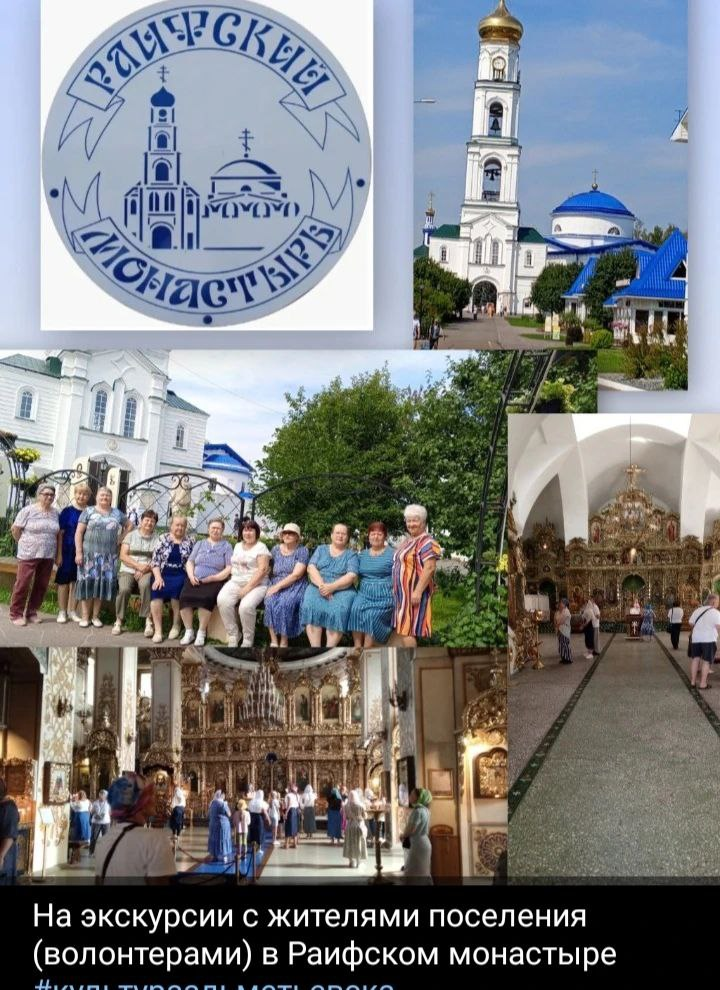 РАИФСКИЙ
МОНАСТЫРЬ
На экскурсии с жителями поселения
(волонтерами) в Раифском монастыре